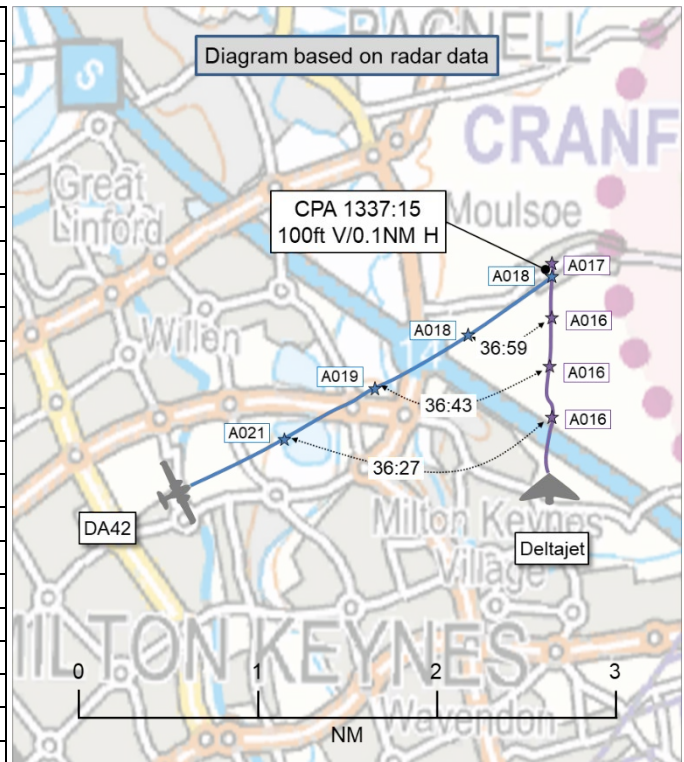 Diagram based on radar data
AGNELL
S
CRANF
Great
Linford
CPA 1337:15
100ft V/0.1NM H
Moulsoe
A018
A017
A018
A016
Willen
36:59
14
A019
A016
36:43
A021
A016
36:27
DA42
Milton Keynes
Village
Deltajet
MILTON KEYNES
0 1 2 3
Wavendon
NM